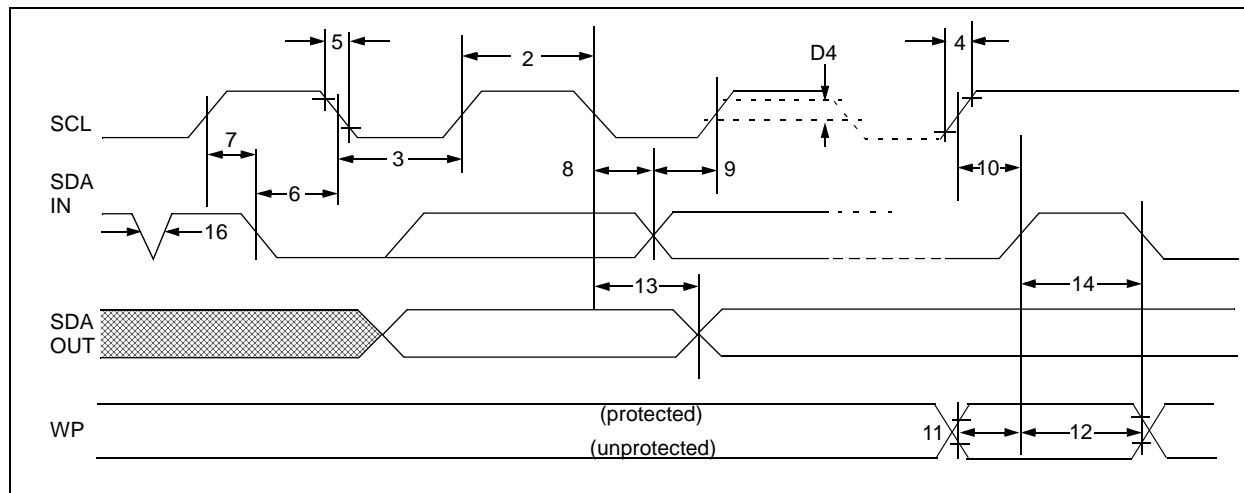 5
2
D4
4
SCL
7
3
8
9
10
SDA
IN
6
16
13
14
SDA
OUT
(protected)
WP
11
12
(unprotected)